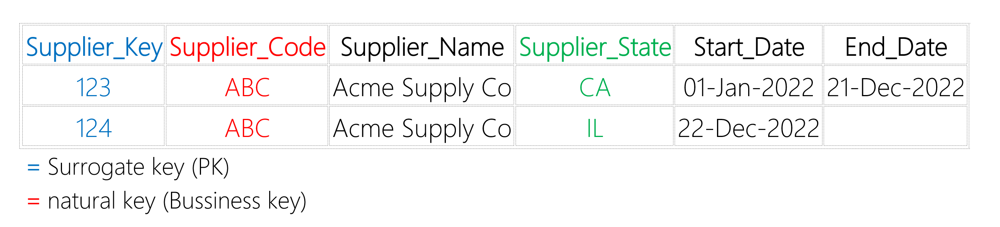 Supplier_Key Supplier_Code Supplier_Name Supplier_State Start_Date End_Date
123 ABC Acme Supply Co CA 01-Jan-2022 21-Dec-2022
124 ABC Acme Supply Co IL 22-Dec-2022
= Surrogate key (PK)
= natural key (Bussiness key)